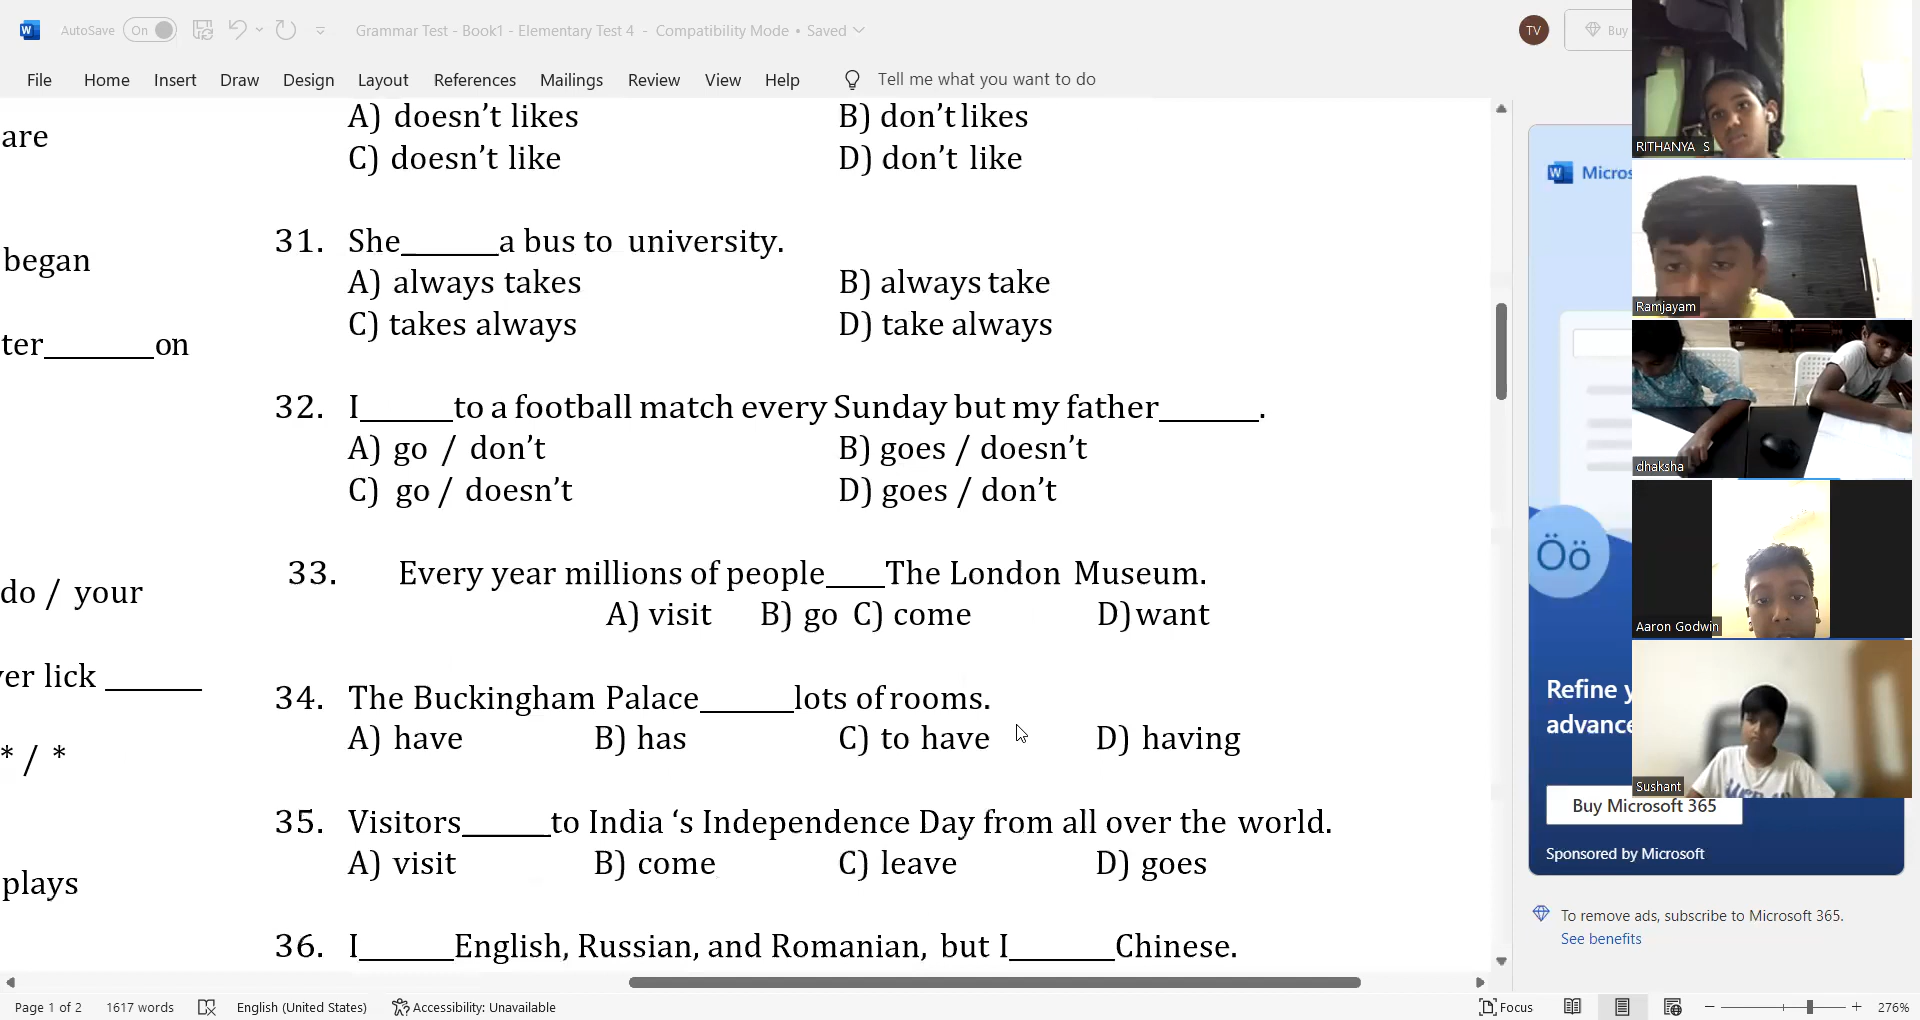 AutoSave On Grammar Test - Book1 - Elementary Test 4 - Compatibility Mode • Saved TV Buy
File Home Insert Draw Design Layout References Mailings Review View Help Tell me what you want to do
are
began
ter________on
do / your
er lick _______
* / *
plays
A) doesn’t likes B) don’t likes
C) doesn’t like D) don’t like
31. She_______a bus to university.
A) always takes B) always take
C) takes always D) take always
32. I_______to a football match every Sunday but my father_______.
A) go / don’t B) goes / doesn’t
C) go / doesn’t D) goes / don’t
33. Every year millions of people____The London Museum.
A) visit B) go C) come D) want
34. The Buckingham Palace_______lots of rooms.
A) have B) has C) to have D) having
35. Visitors______to India ‘s Independence Day from all over the world.
A) visit B) come C) leave D) goes
36. I_______English, Russian, and Romanian, but I_______Chinese.
Micros
Öö
Refine y
advance
Buy Microsoft 365
Sponsored by Microsoft
To remove ads, subscribe to Microsoft 365.
See benefits
RITHANYA S
Ramjayam
dhaksha
Aaron Godwin
Sushant
Page 1 of 2 1617 words English (United States) Accessibility: Unavailable Focus 276%